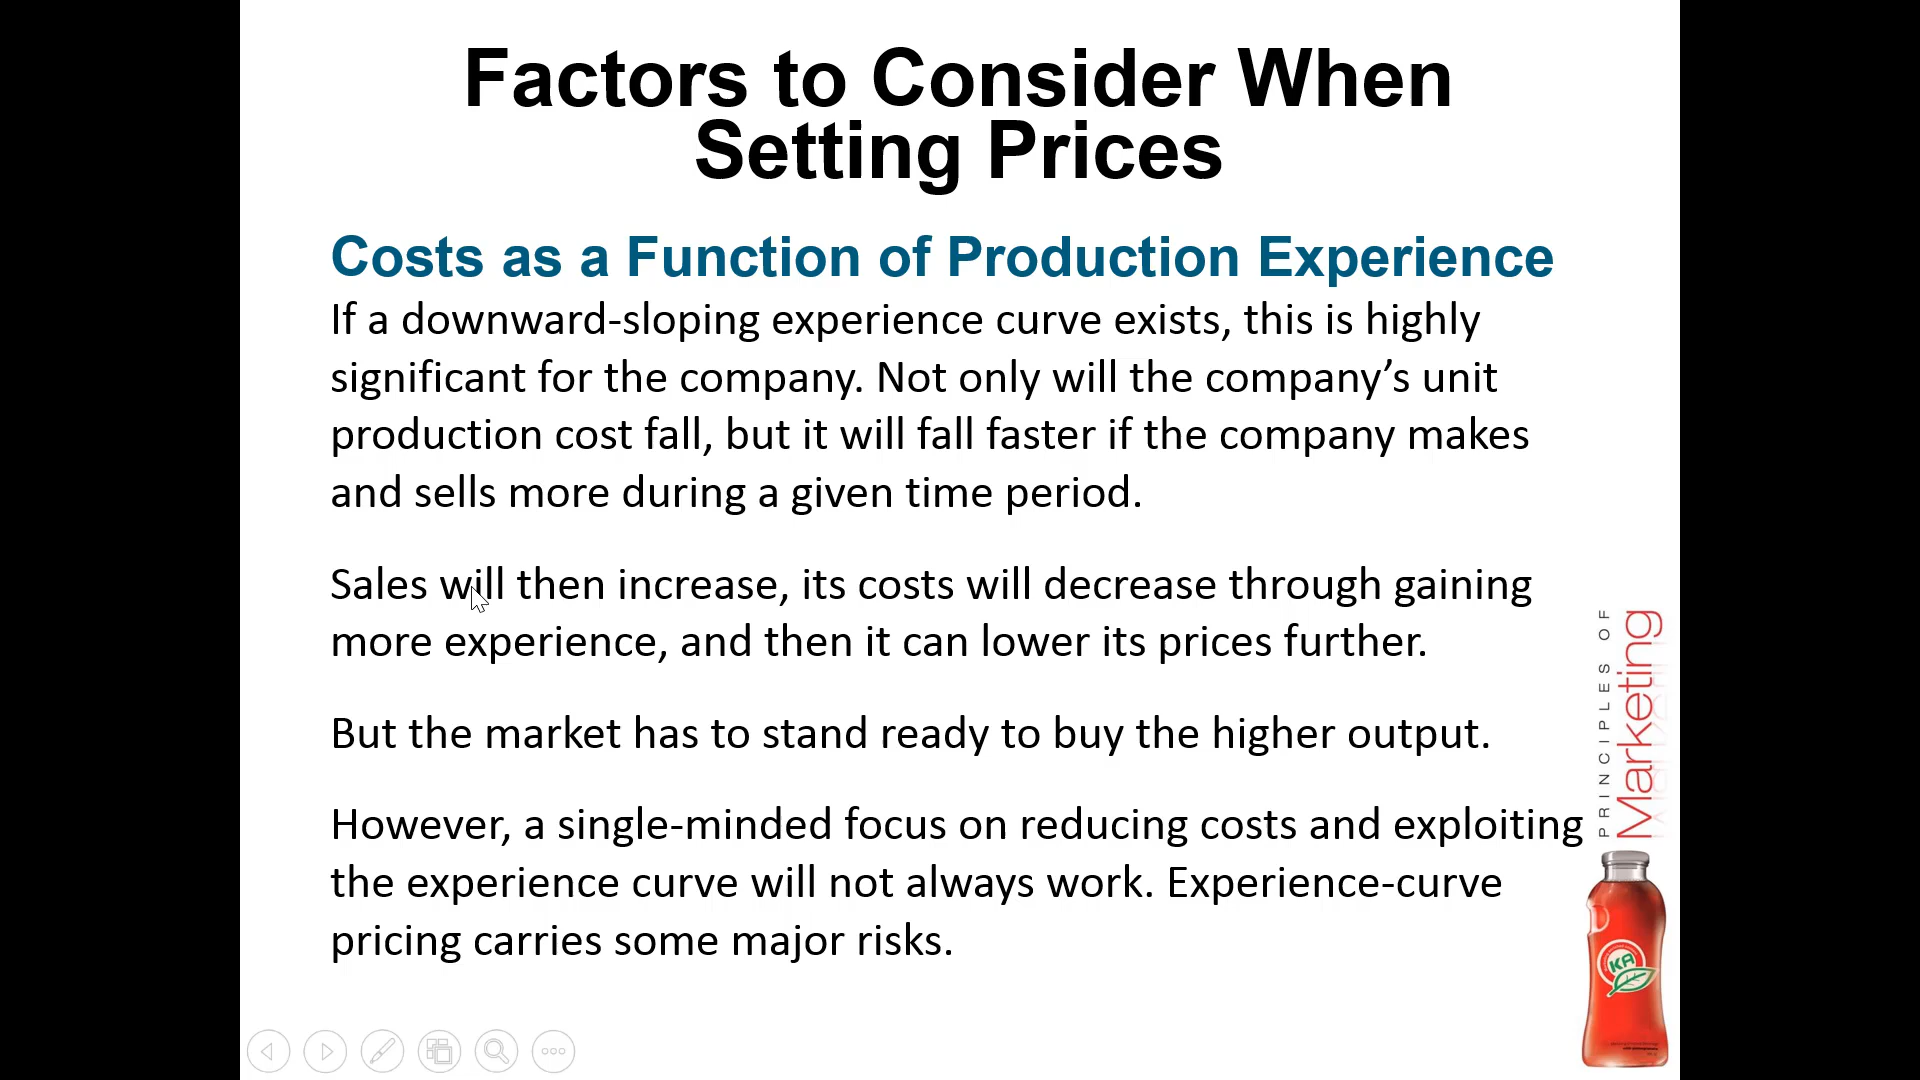 Factors to Consider When
Setting Prices
Costs as a Function of Production Experience
If a downward-sloping experience curve exists, this is highly
significant for the company. Not only will the company’s unit
production cost fall, but it will fall faster if the company makes
and sells more during a given time period.
Sales will then increase, its costs will decrease through gaining
more experience, and then it can lower its prices further.
But the market has to stand ready to buy the higher output.
However, a single-minded focus on reducing costs and exploiting
the experience curve will not always work. Experience-curve
pricing carries some major risks.
PRINCIPLES OF
Marketing
KA